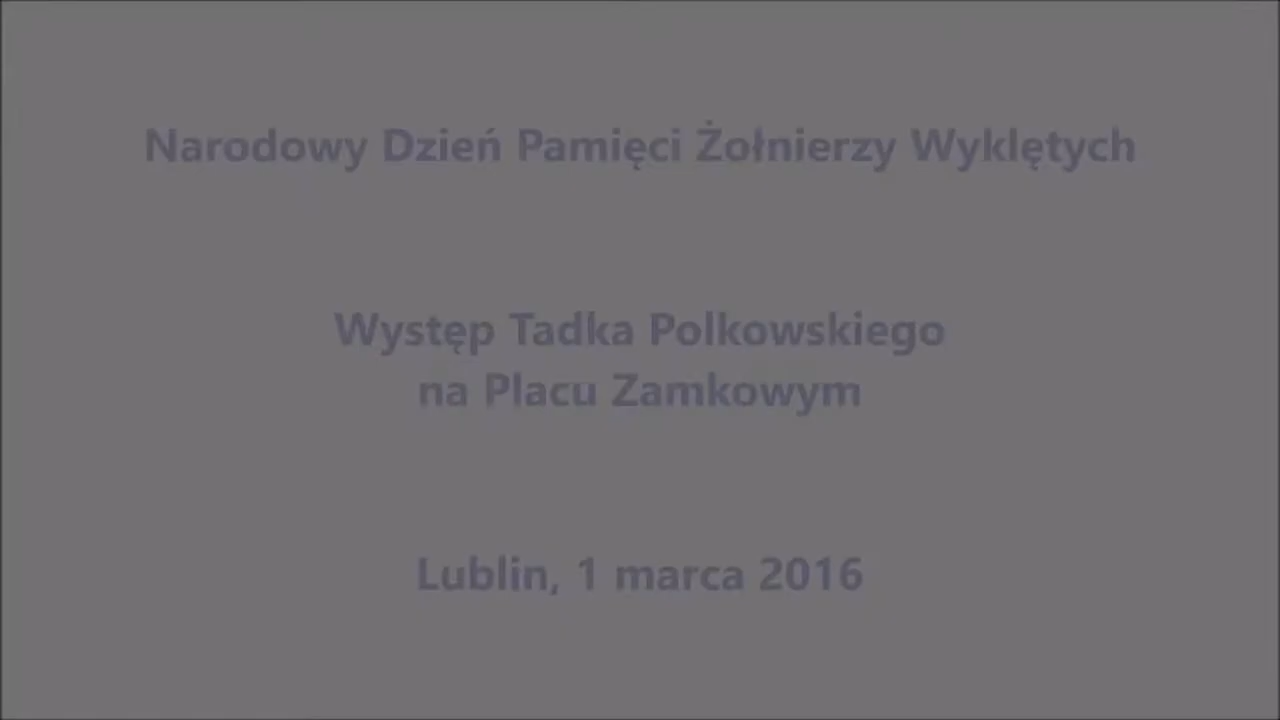 Narodowy Dzień Pamięci Żołnierzy Wyklętych
Występ Tadka Polkowskiego
na Placu Zamkowym
Lublin, 1 marca 2016